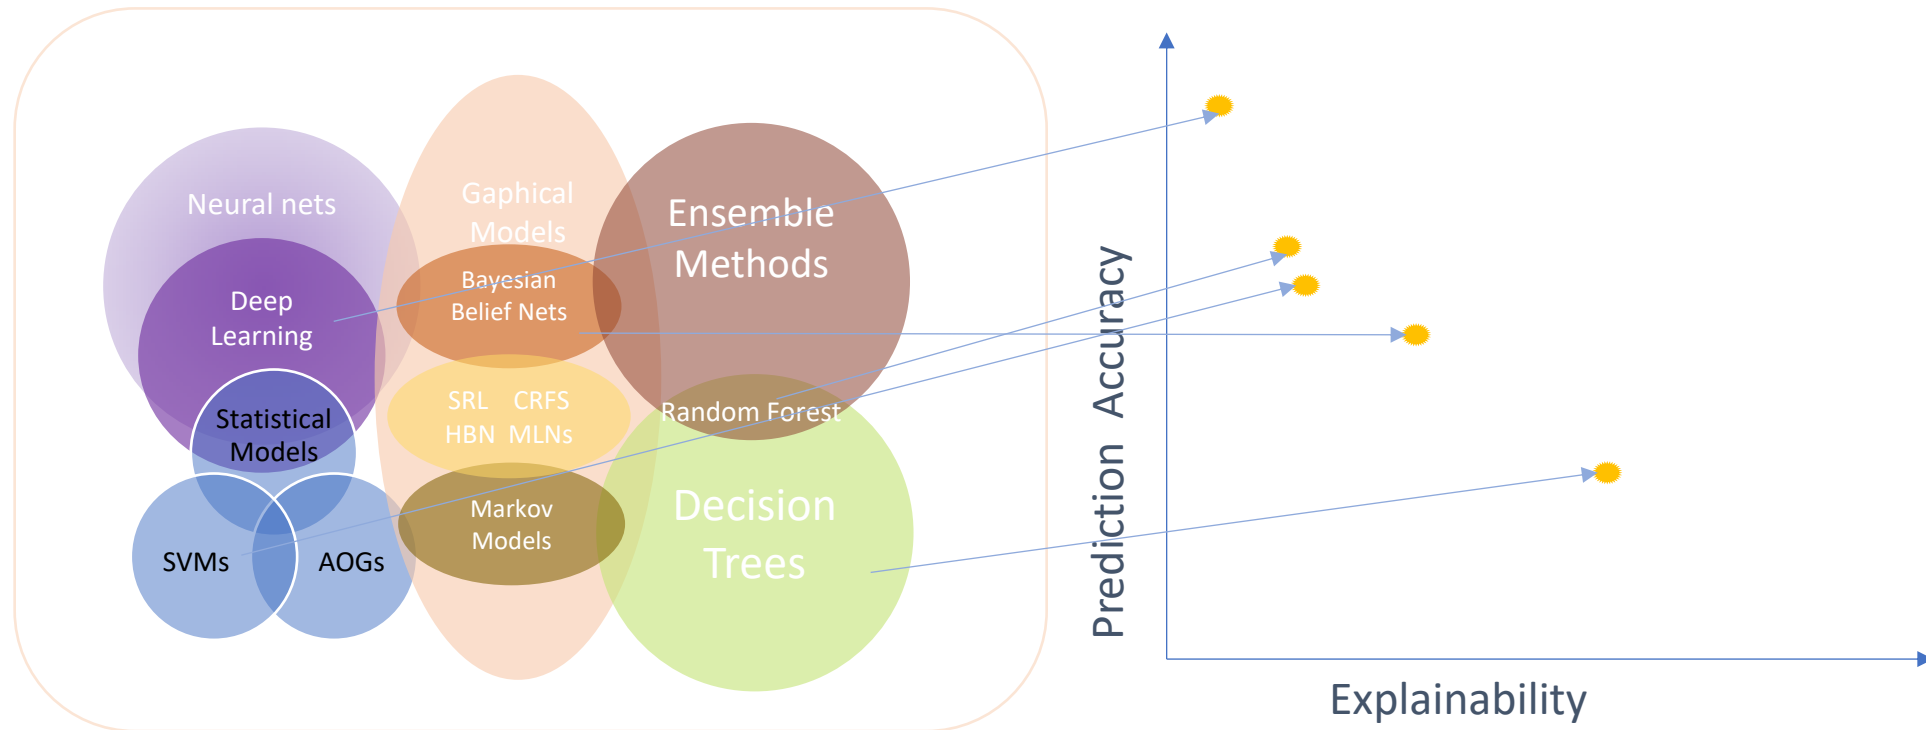 Neural nets
Deep
Learning
Statistical
Models
SVMs
AOGs
Gaphical
Models
Bayesian
Belief Nets
SRL CRFS
HBN MLNs
Markov
Models
Ensemble
Methods
Random Forest
Decision
Trees
Prediction Accuracy
Explainability